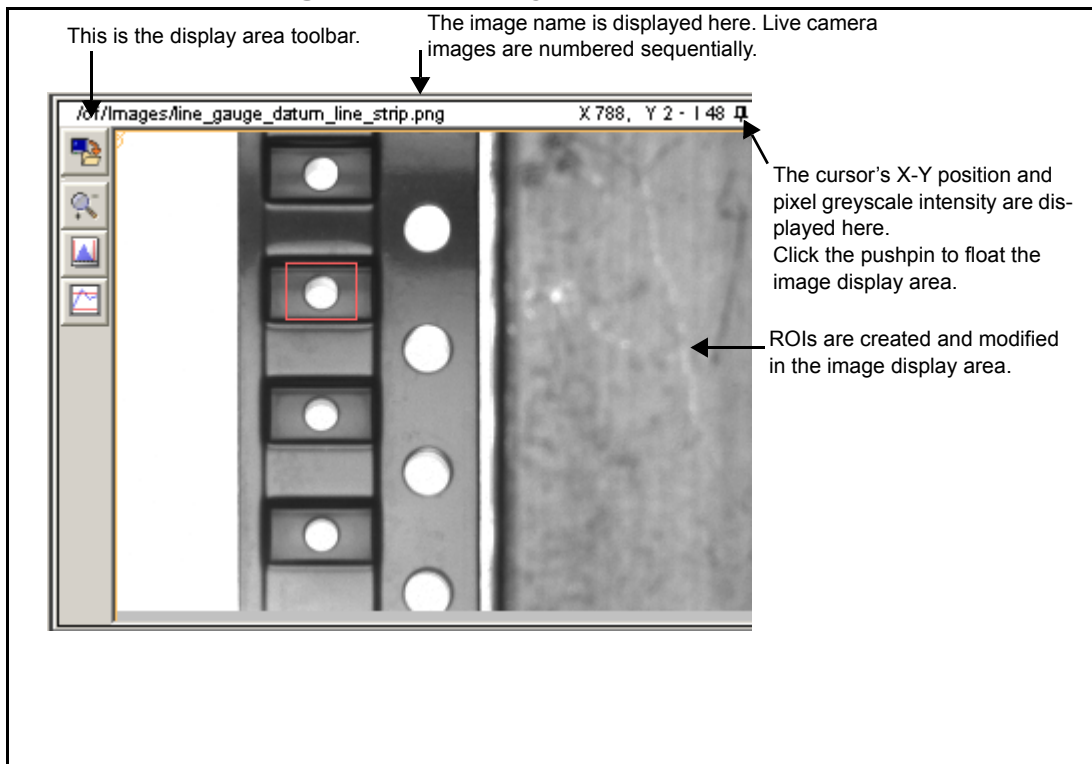 This is the display area toolbar.
The image name is displayed here. Live camera
images are numbered sequentially.
/cf/Images/line_gauge_datum_line_strip.png
X 788, Y 2 - I 48
The cursor's X-Y position and
pixel greyscale intensity are dis-
played here.
Click the pushpin to float the
image display area.
ROIs are created and modified
in the image display area.